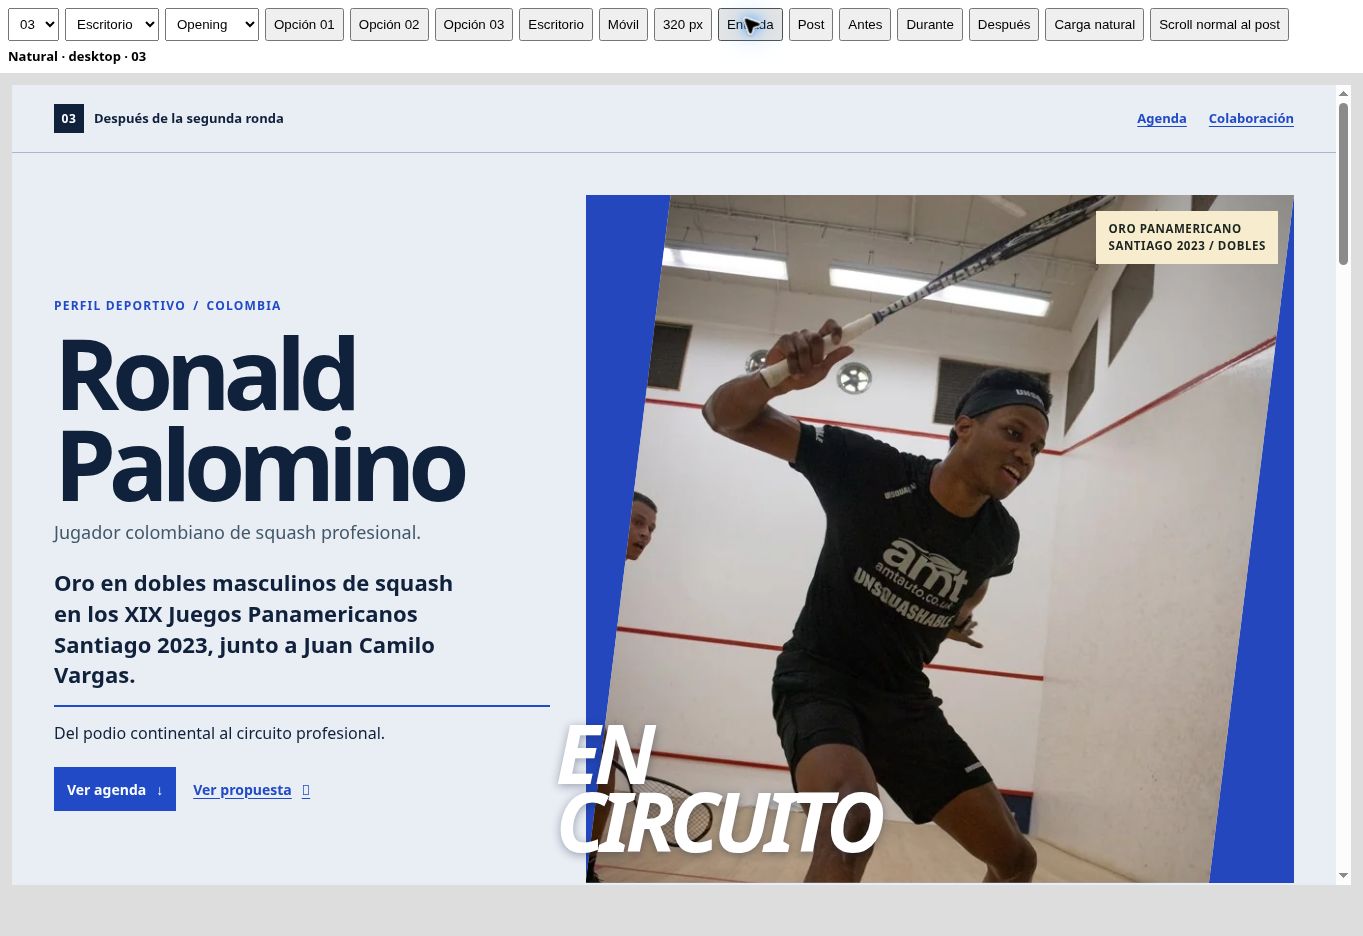 03 Escritorio Opening Opción 01 Opción 02 Opción 03 Escritorio Móvil 320 px Post Antes Durante Después Carga natural Scroll normal al post
Natural · desktop · 03
03 Después de la segunda ronda Agenda Colaboración
ORO PANAMERICANO
SANTIAGO 2023 / DOBLES
PERFIL DEPORTIVO / COLOMBIA
Ronald
Palomino
Jugador colombiano de squash profesional.
Oro en dobles masculinos de squash
en los XIX Juegos Panamericanos
Santiago 2023, junto a Juan Camilo
Vargas.
Del podio continental al circuito profesional.
Ver agenda ↓ Ver propuesta
amt
amtauto.co.uk
UNSQUASHABLE
EN
CIRCUITO